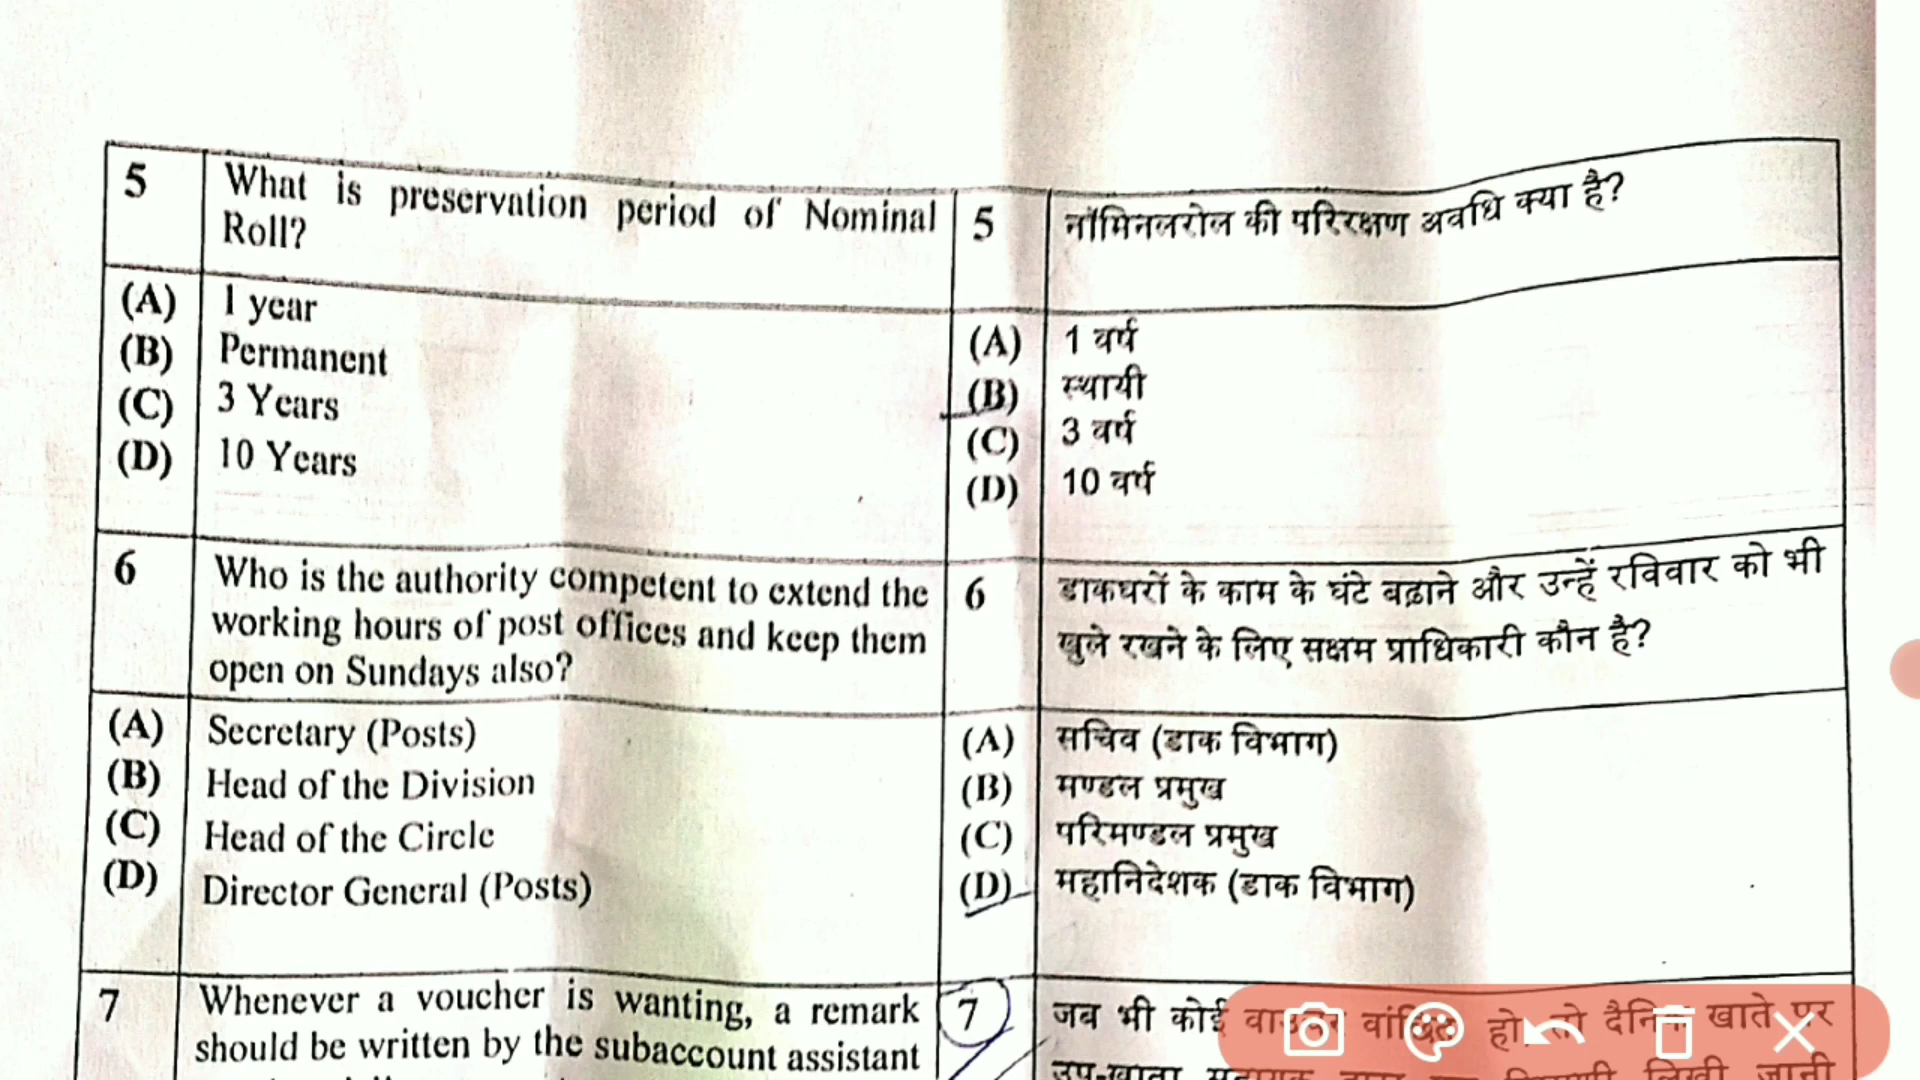 5
What is preservation period of Nominal
Roll?
5
नॉमिनलरोल की परिरक्षण अवधि क्या है?
(A) 1 year
(B) Permanent
(C) 3 Years
(D) 10 Years
(A) 1 वर्ष
(B) स्थायी
(C) 3 वर्ष
(D) 10 वर्ष
6
Who is the authority competent to extend the
working hours of post offices and keep them
open on Sundays also?
6
डाकघरों के काम के घंटे बढ़ाने और उन्हें रविवार को भी
खुले रखने के लिए सक्षम प्राधिकारी कौन है?
(A) Secretary (Posts)
(B) Head of the Division
(C) Head of the Circle
(D) Director General (Posts)
(A) सचिव (डाक विभाग)
(B) मण्डल प्रमुख
(C) परिमण्डल प्रमुख
(D) महानिदेशक (डाक विभाग)
7
Whenever a voucher is wanting, a remark
should be written by the subaccount assistant
7
जब भी कोई वाउचर वांछित हो, तो दैनिक खाते पर